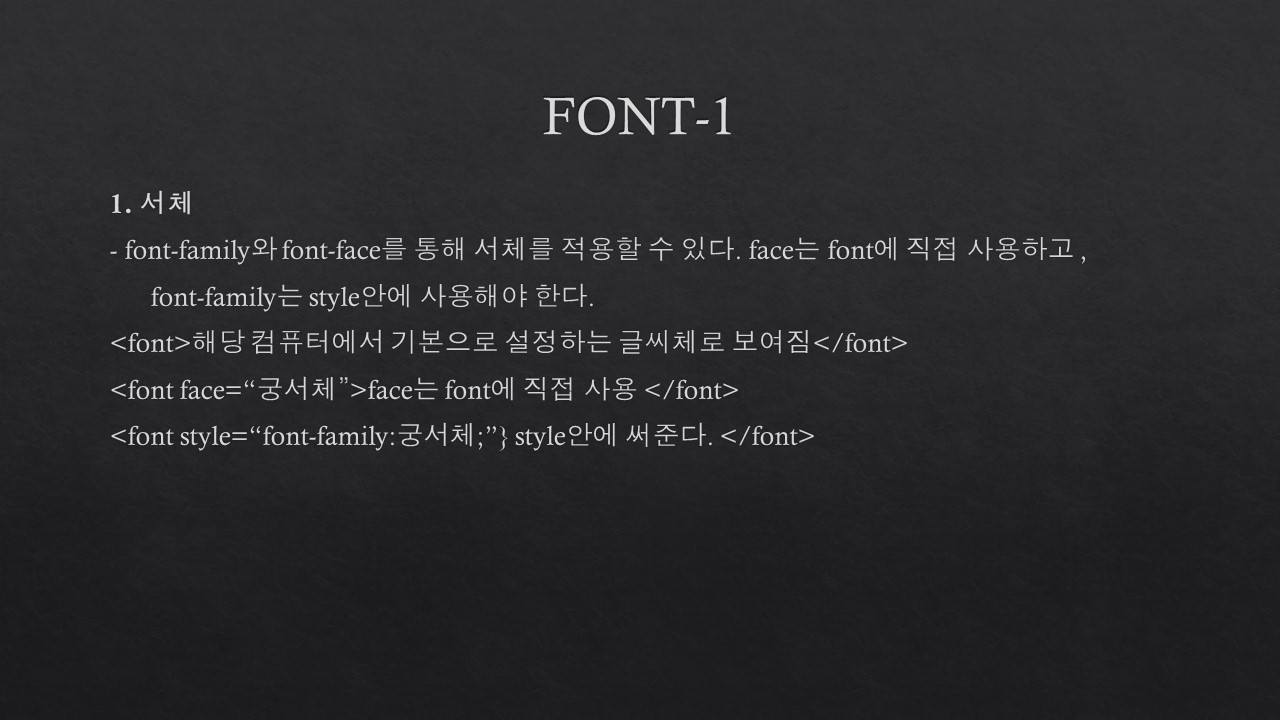 FONT-1
1. 서체
- font-family와 font-face를 통해 서체를 적용할 수 있다. face는 font에 직접 사용하고 ,
font-family는 style안에 사용해야 한다.
<font>해당 컴퓨터에서 기본으로 설정하는 글씨체로 보여짐</font>
<font face=“궁서체”>face는 font에 직접 사용 </font>
<font style=“font-family:궁서체;”} style안에 써준다. </font>